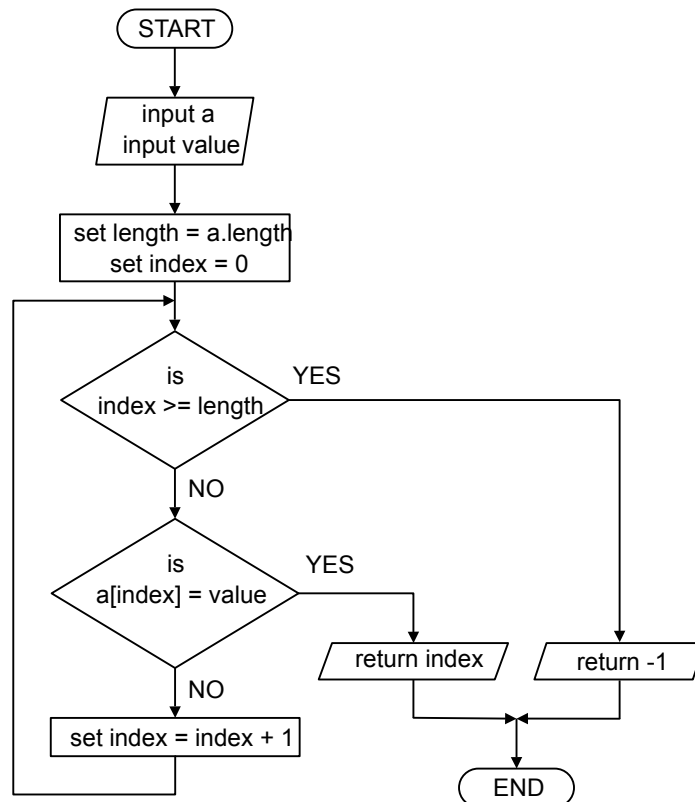 START
input a
input value
set length = a.length
set index = 0
is
index >= length
YES
NO
is
a[index] = value
YES
NO
return index
return -1
set index = index + 1
END